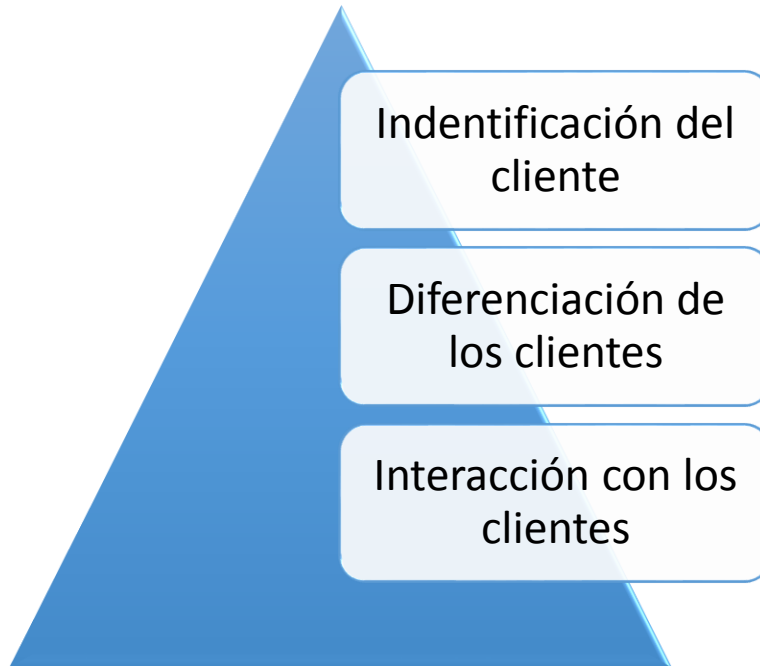 Indentificación del
cliente
Diferenciación de
los clientes
Interacción con los
clientes